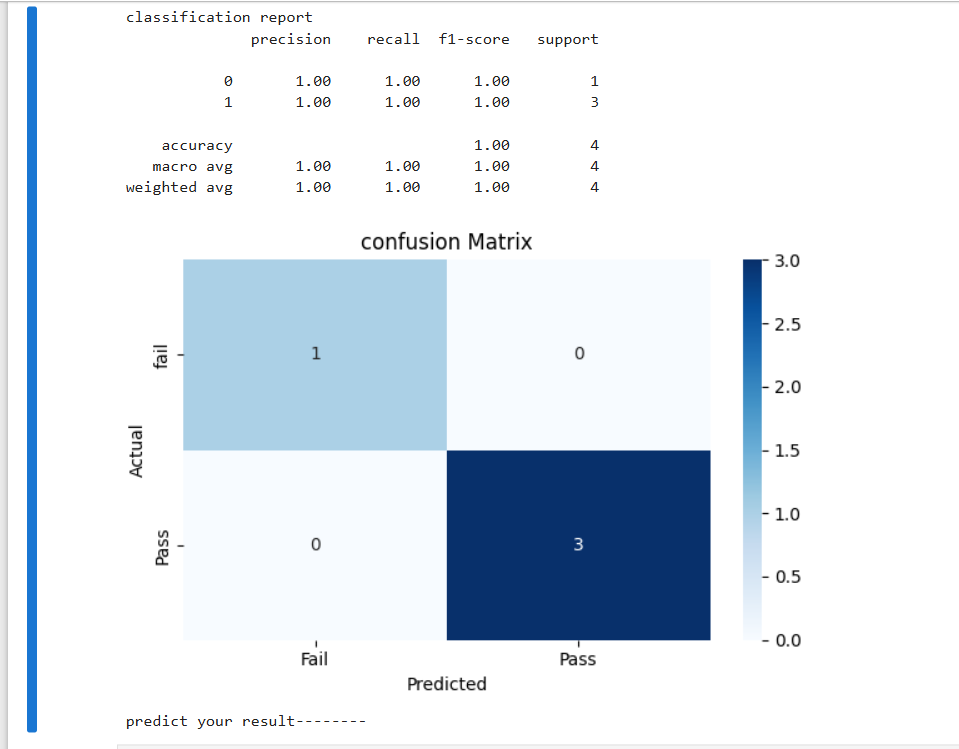 classification report
precision recall f1-score support
0 1.00 1.00 1.00 1
1 1.00 1.00 1.00 3
accuracy 1.00 4
macro avg 1.00 1.00 1.00 4
weighted avg 1.00 1.00 1.00 4
confusion Matrix
3.0
2.5
2.0
1.5
1.0
0.5
0.0
Actual
fail
1 0
Pass
0 3
Fail Pass
Predicted
predict your result--------